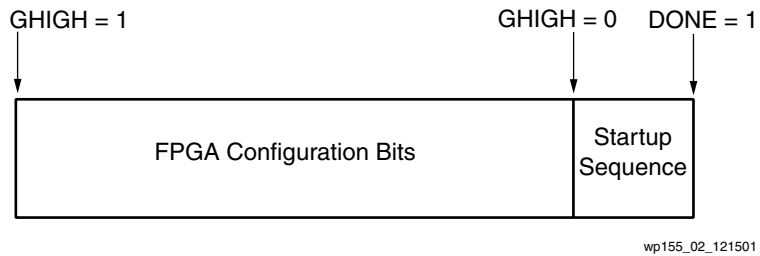 GHIGH = 1
GHIGH = 0
DONE = 1
FPGA Configuration Bits
Startup
Sequence
wp155_02_121501